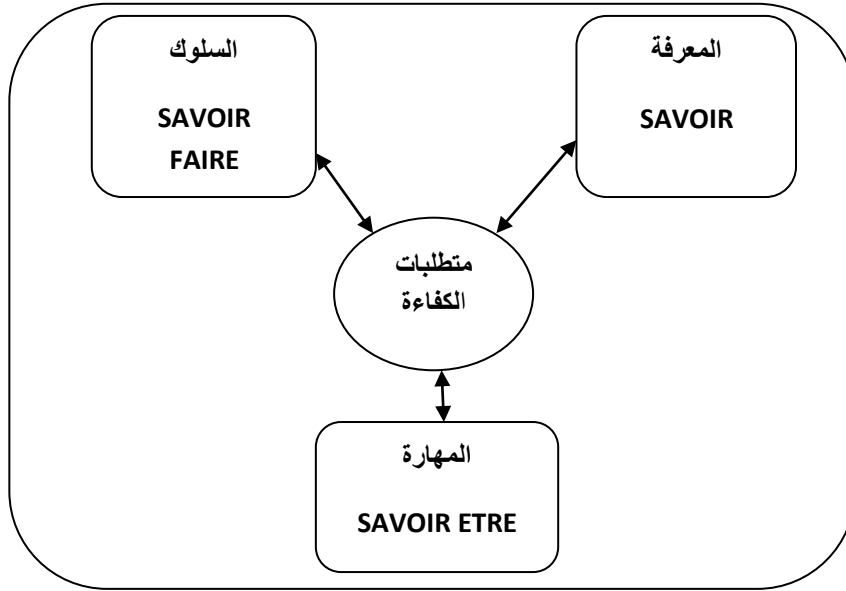 المعرفة
SAVOIR
السلوك
SAVOIR
FAIRE
متطلبات
الكفاءة
المهارة
SAVOIR ETRE